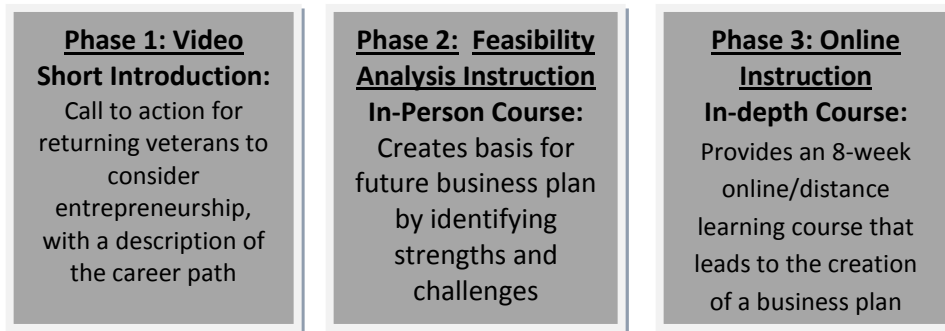 Phase 1: Video
Short Introduction:
Call to action for
returning veterans to
consider
entrepreneurship,
with a description of
the career path
Phase 2: Feasibility
Analysis Instruction
In-Person Course:
Creates basis for
future business plan
by identifying
strengths and
challenges
Phase 3: Online
Instruction
In-depth Course:
Provides an 8-week
online/distance
learning course that
leads to the creation
of a business plan